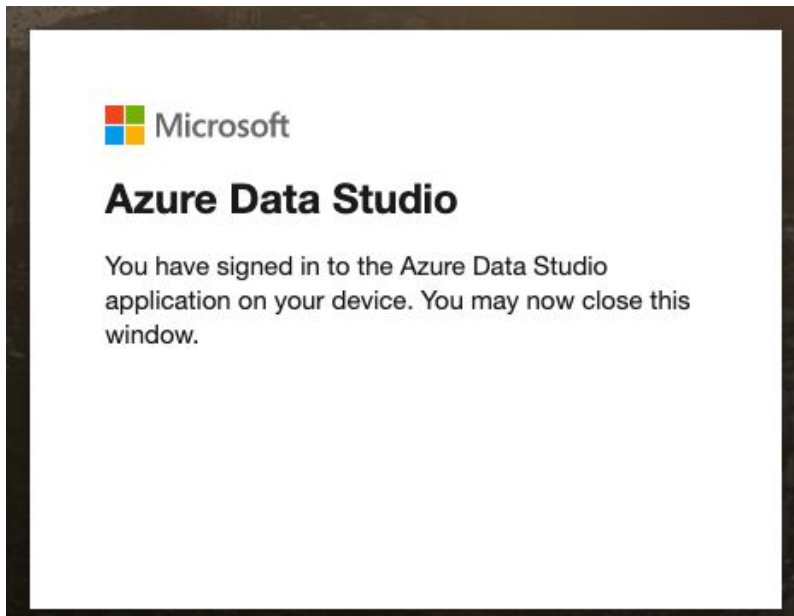 Microsoft
Azure Data Studio
You have signed in to the Azure Data Studio
application on your device. You may now close this
window.